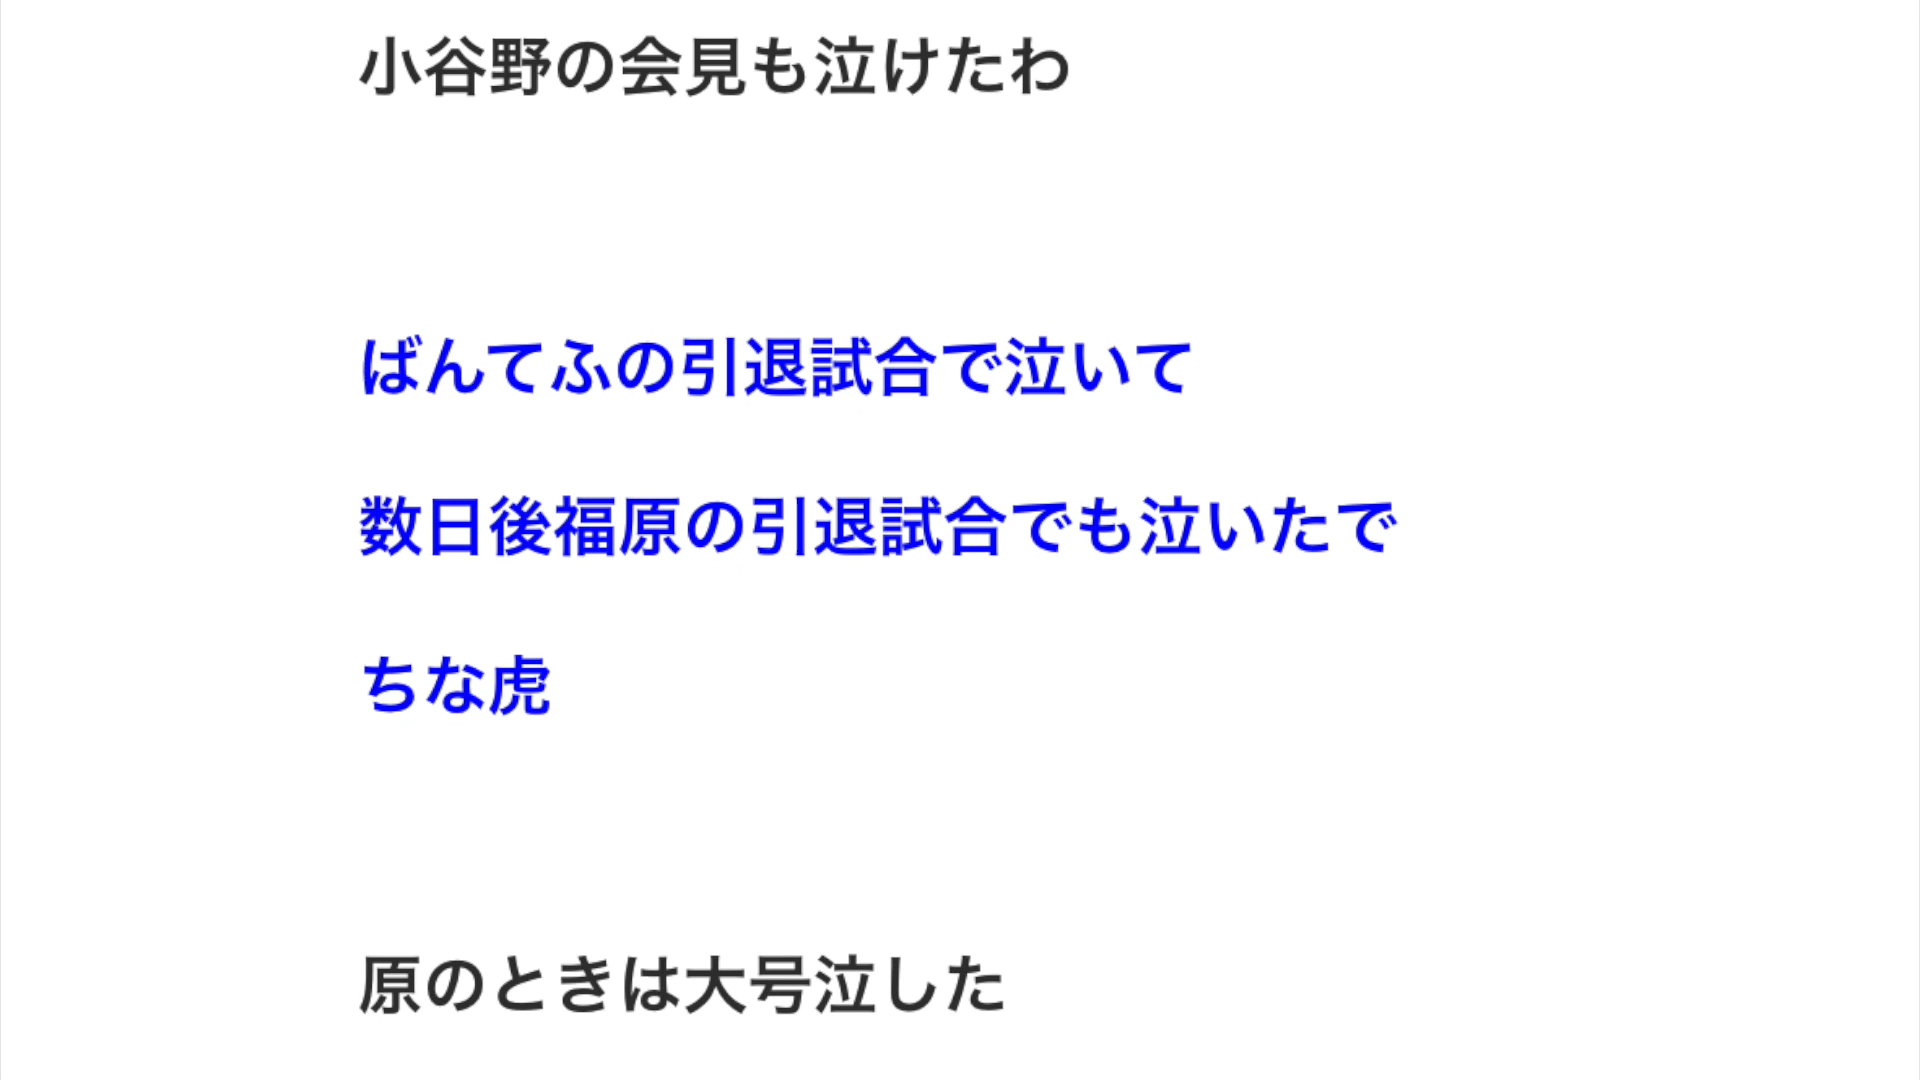 小谷野の会見も泣けたわ
ばんてふの引退試合で泣いて
数日後福原の引退試合でも泣いたで
ちな虎
原のときは大号泣した